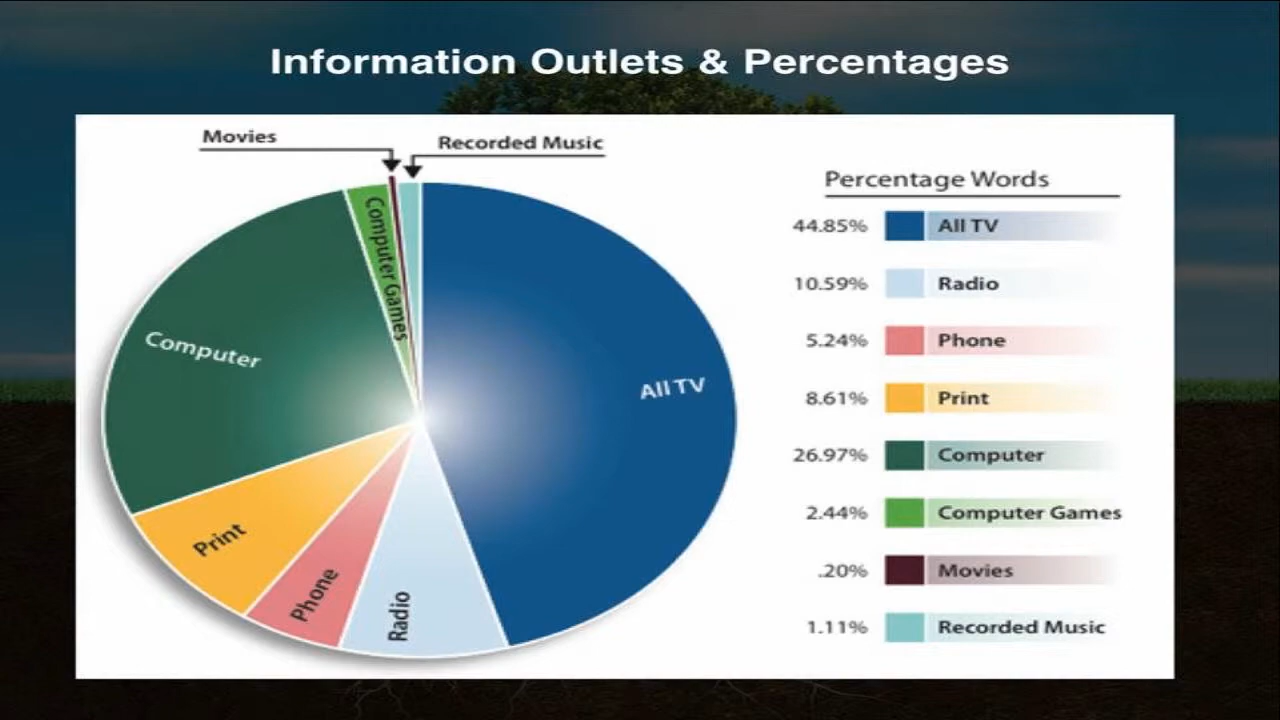 Information Outlets & Percentages
Movies
Recorded Music
Computer Games
Computer
All TV
Print
Phone
Radio
Percentage Words
44.85% All TV
10.59% Radio
5.24% Phone
8.61% Print
26.97% Computer
2.44% Computer Games
.20% Movies
1.11% Recorded Music